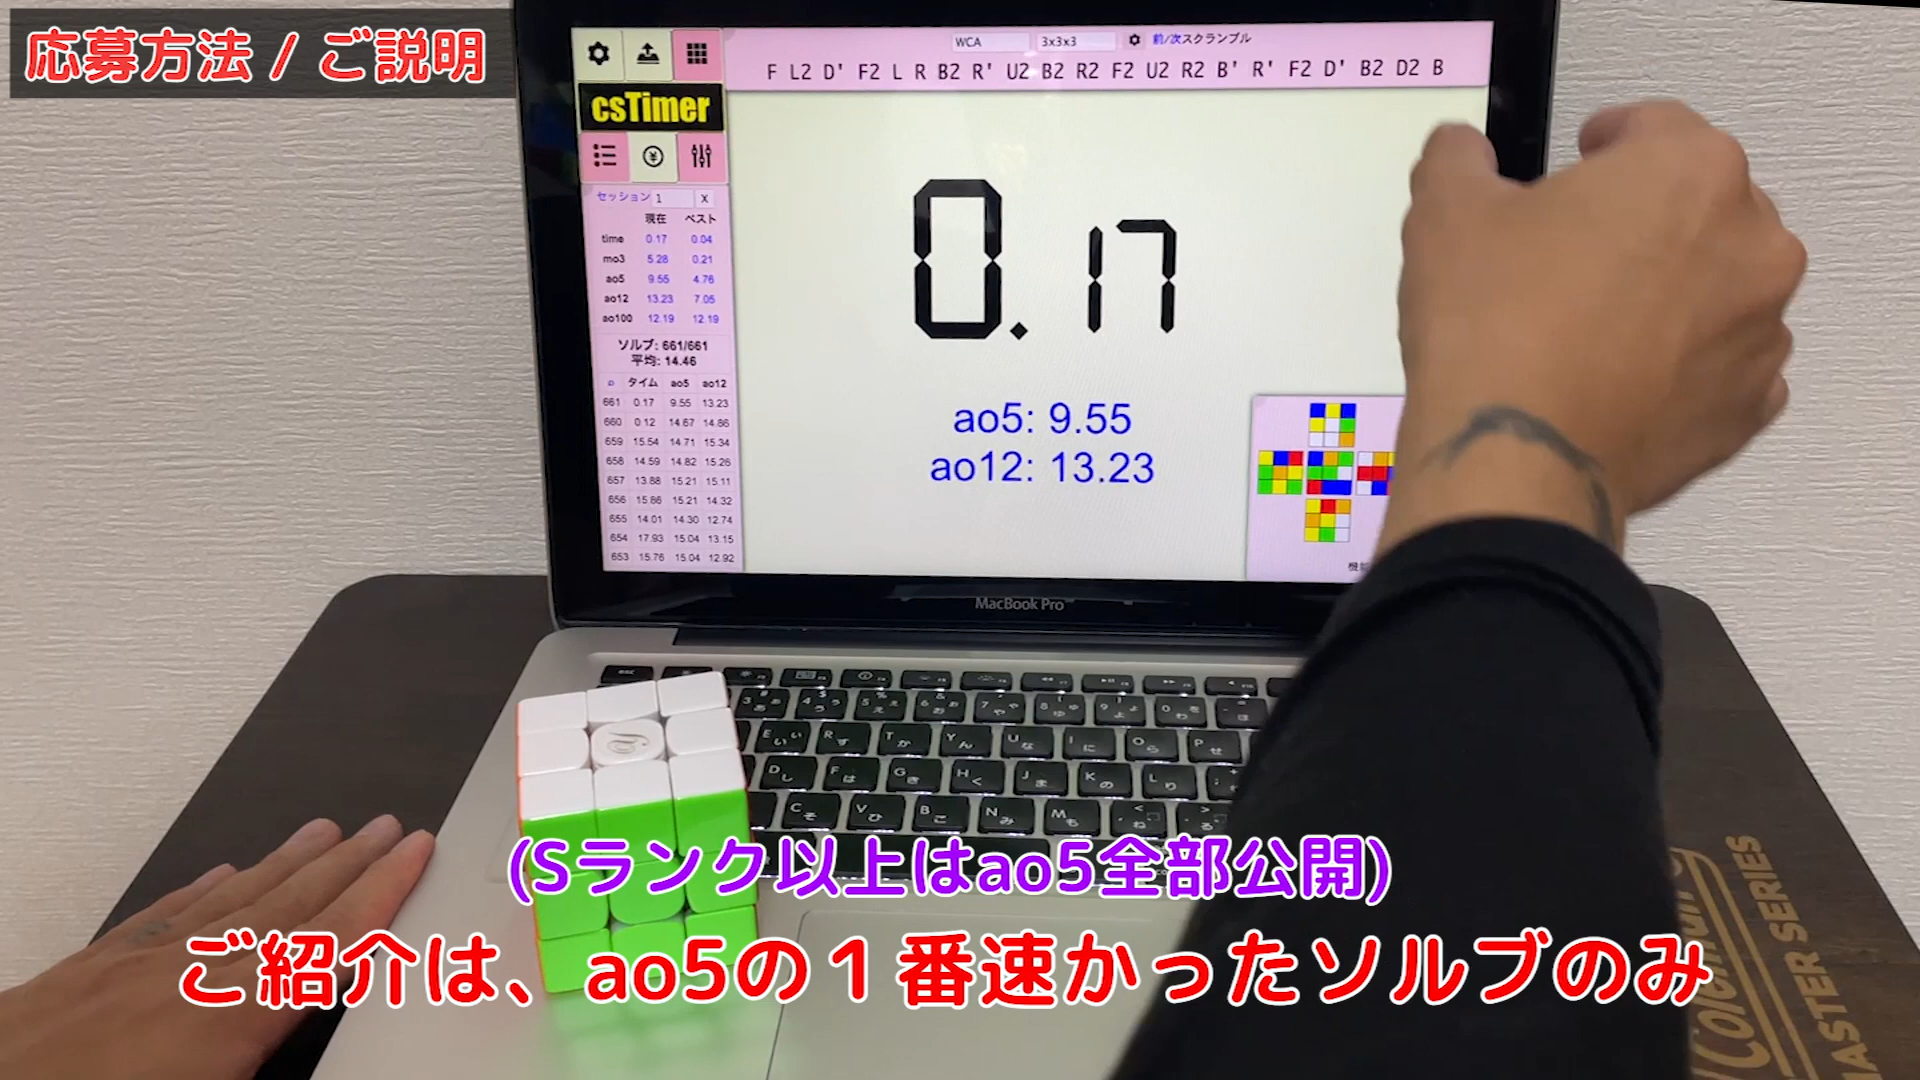 応募方法 / ご説明
WCA 3x3x3 前/次スクランブル
F L2 D' F2 L R B2 R' U2 B2 R2 F2 U2 R2 B' R' F2 D' B2 D2 B
csTimer
セッション 1 X
現在 ベスト
time 0.17 0.04
mo3 5.28 0.21
ao5 9.55 4.76
ao12 13.23 7.05
ao100 12.19 12.19
ソルブ: 661/661
平均: 14.46
タイム ao5 ao12
661 0.17 9.55 13.23
660 0.12 14.67 14.86
659 15.54 14.71 15.34
658 14.59 14.82 15.26
657 13.88 15.21 15.11
656 15.86 15.21 14.32
655 14.01 14.30 12.74
654 17.93 15.04 13.15
653 15.76 15.04 12.92
0.17
ao5: 9.55
ao12: 13.23
MacBook Pro
esc
E R T Y U I O P
D F G H J K L
C V B N M
(Sランク以上はao5全部公開)
ご紹介は、ao5の1番速かったソルブのみ
Coleman
MASTER SERIES